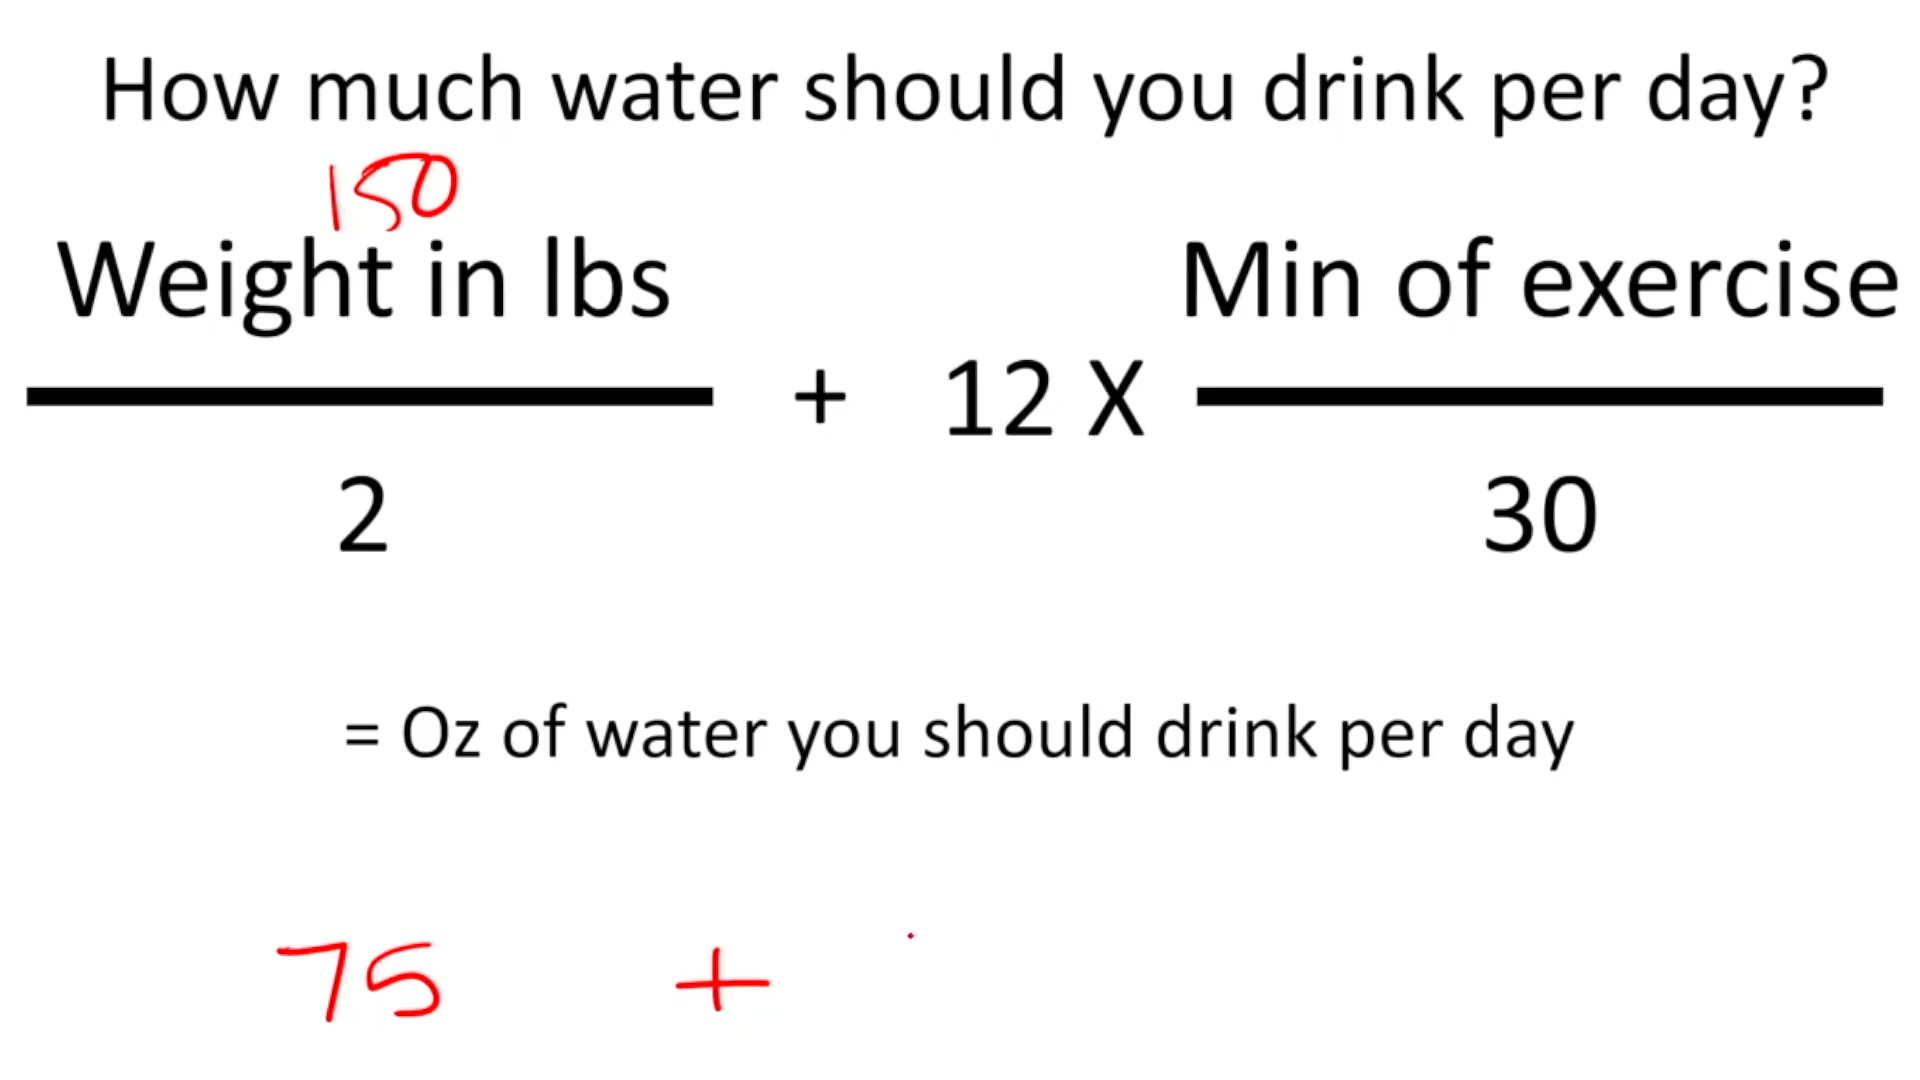 How much water should you drink per day?
150
Weight in lbs
2
+ 12 X
Min of exercise
30
= Oz of water you should drink per day
75 +